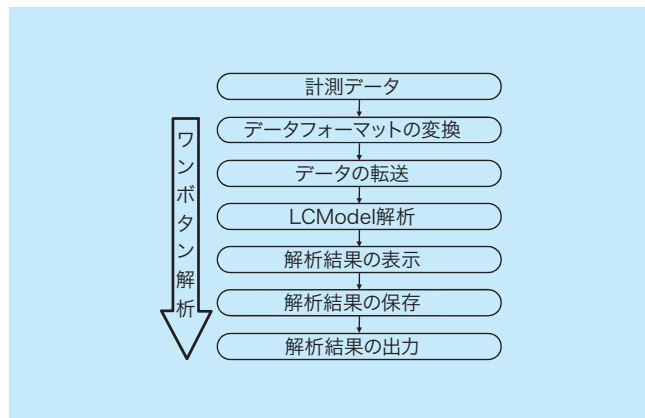 計測データ
データフォーマットの変換
データの転送
LCModel解析
解析結果の表示
解析結果の保存
解析結果の出力
ワンボタン解析